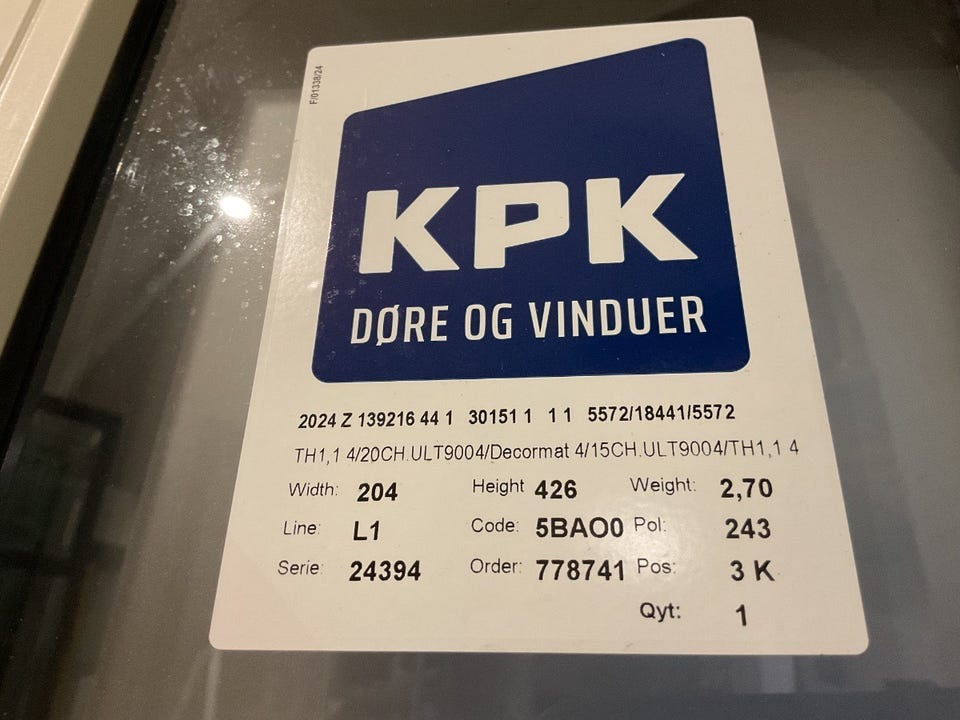 F/01338/24
KPK
DØRE OG VINDUER
2024 Z 139216 44 1 30151 1 1 1 5572/18441/5572
TH1,1 4/20CH.ULT9004/Decormat 4/15CH.ULT9004/TH1,1 4
Width: 204 Height 426 Weight: 2,70
Line: L1 Code: 5BAO0 Pol: 243
Serie: 24394 Order: 778741 Pos: 3 K
Qyt: 1